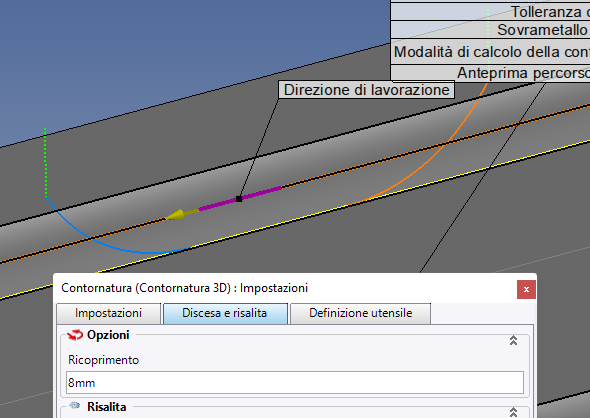 Tolleranza
Sovrametallo
Modalità di calcolo della
Anteprima percorso
Direzione di lavorazione
Contornatura (Contornatura 3D) : Impostazioni
x
Impostazioni Discesa e risalita Definizione utensile
Opzioni
Ricoprimento
8mm
Risalita